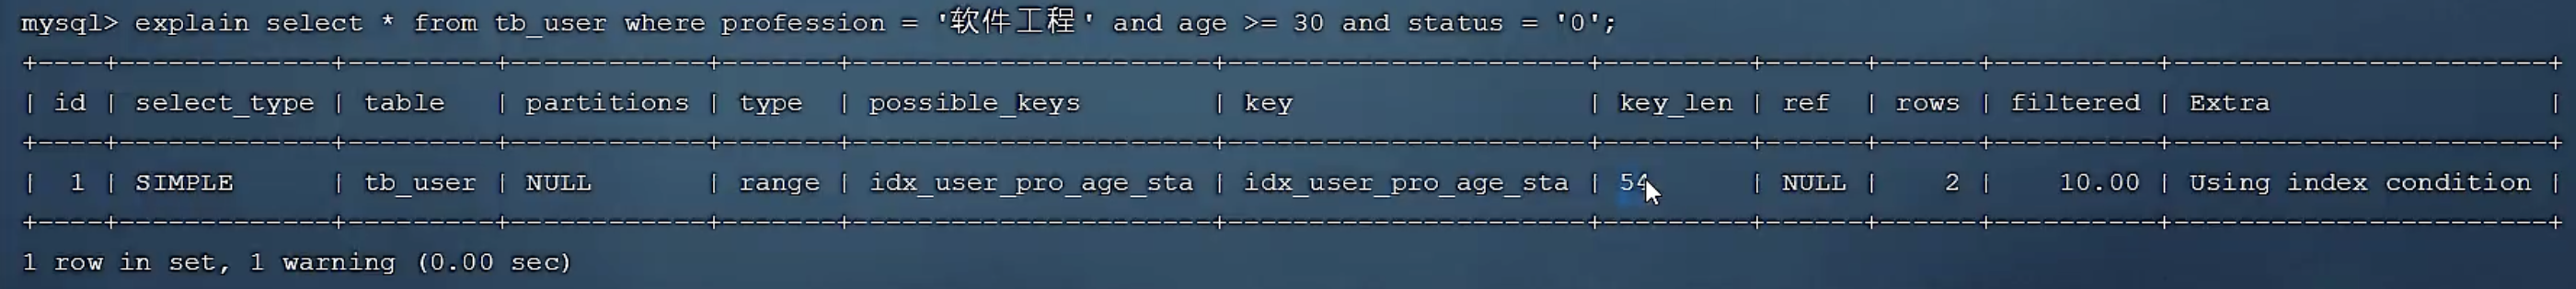 mysql> explain select * from tb_user where profession = '软件工程' and age >= 30 and status = '0';
+----+-------------+---------+------------+-------+----------------------+----------------------+---------+------+------+----------+-----------------------+
| id | select_type | table   | partitions | type  | possible_keys        | key                  | key_len | ref  | rows | filtered | Extra                 |
+----+-------------+---------+------------+-------+----------------------+----------------------+---------+------+------+----------+-----------------------+
|  1 | SIMPLE      | tb_user | NULL       | range | idx_user_pro_age_sta | idx_user_pro_age_sta | 54      | NULL |    2 |    10.00 | Using index condition |
+----+-------------+---------+------------+-------+----------------------+----------------------+---------+------+------+----------+-----------------------+
1 row in set, 1 warning (0.00 sec)